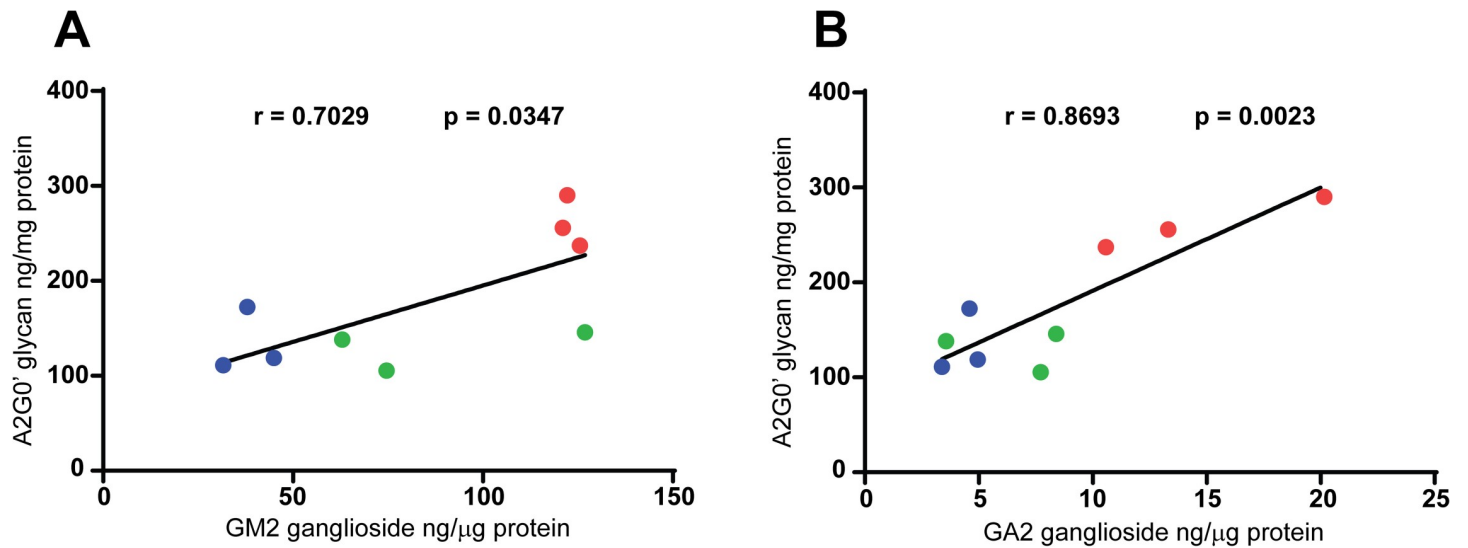 A
r = 0.7029 p = 0.0347
A2G0’ glycan ng/mg protein
400
300
200
100
0
0 50 100 150
GM2 ganglioside ng/μg protein
B
r = 0.8693 p = 0.0023
A2G0’ glycan ng/mg protein
400
300
200
100
0
0 5 10 15 20 25
GA2 ganglioside ng/μg protein